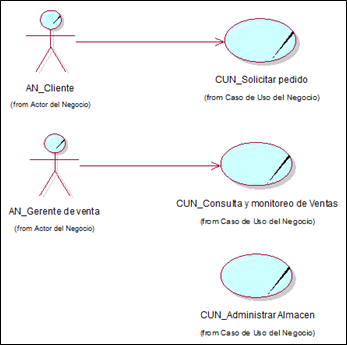 AN_Cliente
(from Actor del Negocio)
CUN_Solicitar pedido
(from Caso de Uso del Negocio)
AN_Gerente de venta
(from Actor del Negocio)
CUN_Consulta y monitoreo de Ventas
(from Caso de Uso del Negocio)
CUN_Administrar Almacen
(from Caso de Uso del Negocio)